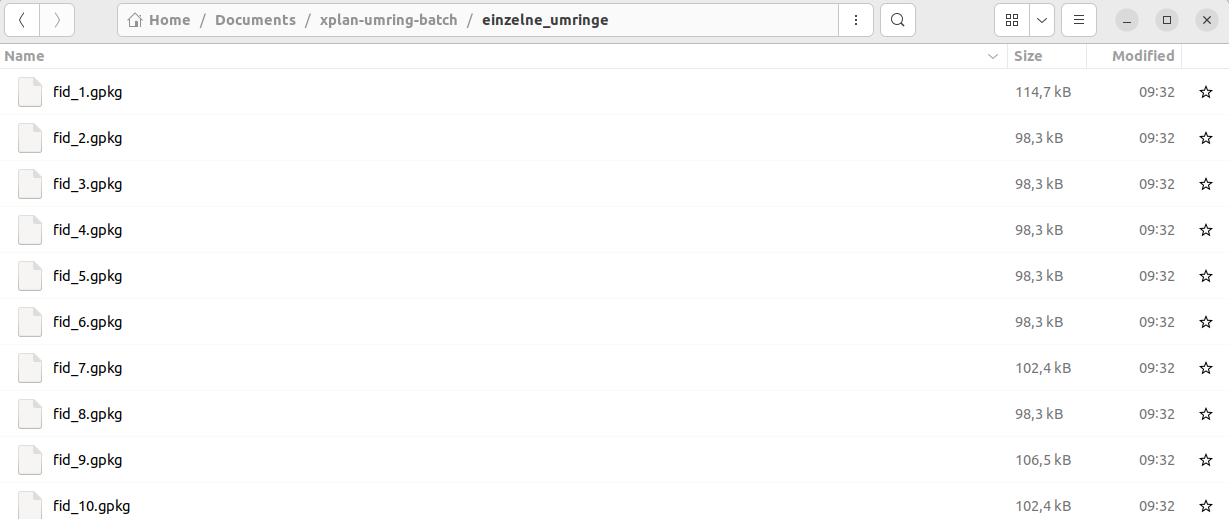 Home / Documents / xplan-umring-batch / einzelne_umringe
Name Size Modified
fid_1.gpkg 114,7 kB 09:32
fid_2.gpkg 98,3 kB 09:32
fid_3.gpkg 98,3 kB 09:32
fid_4.gpkg 98,3 kB 09:32
fid_5.gpkg 98,3 kB 09:32
fid_6.gpkg 98,3 kB 09:32
fid_7.gpkg 102,4 kB 09:32
fid_8.gpkg 98,3 kB 09:32
fid_9.gpkg 106,5 kB 09:32
fid_10.gpkg 102,4 kB 09:32